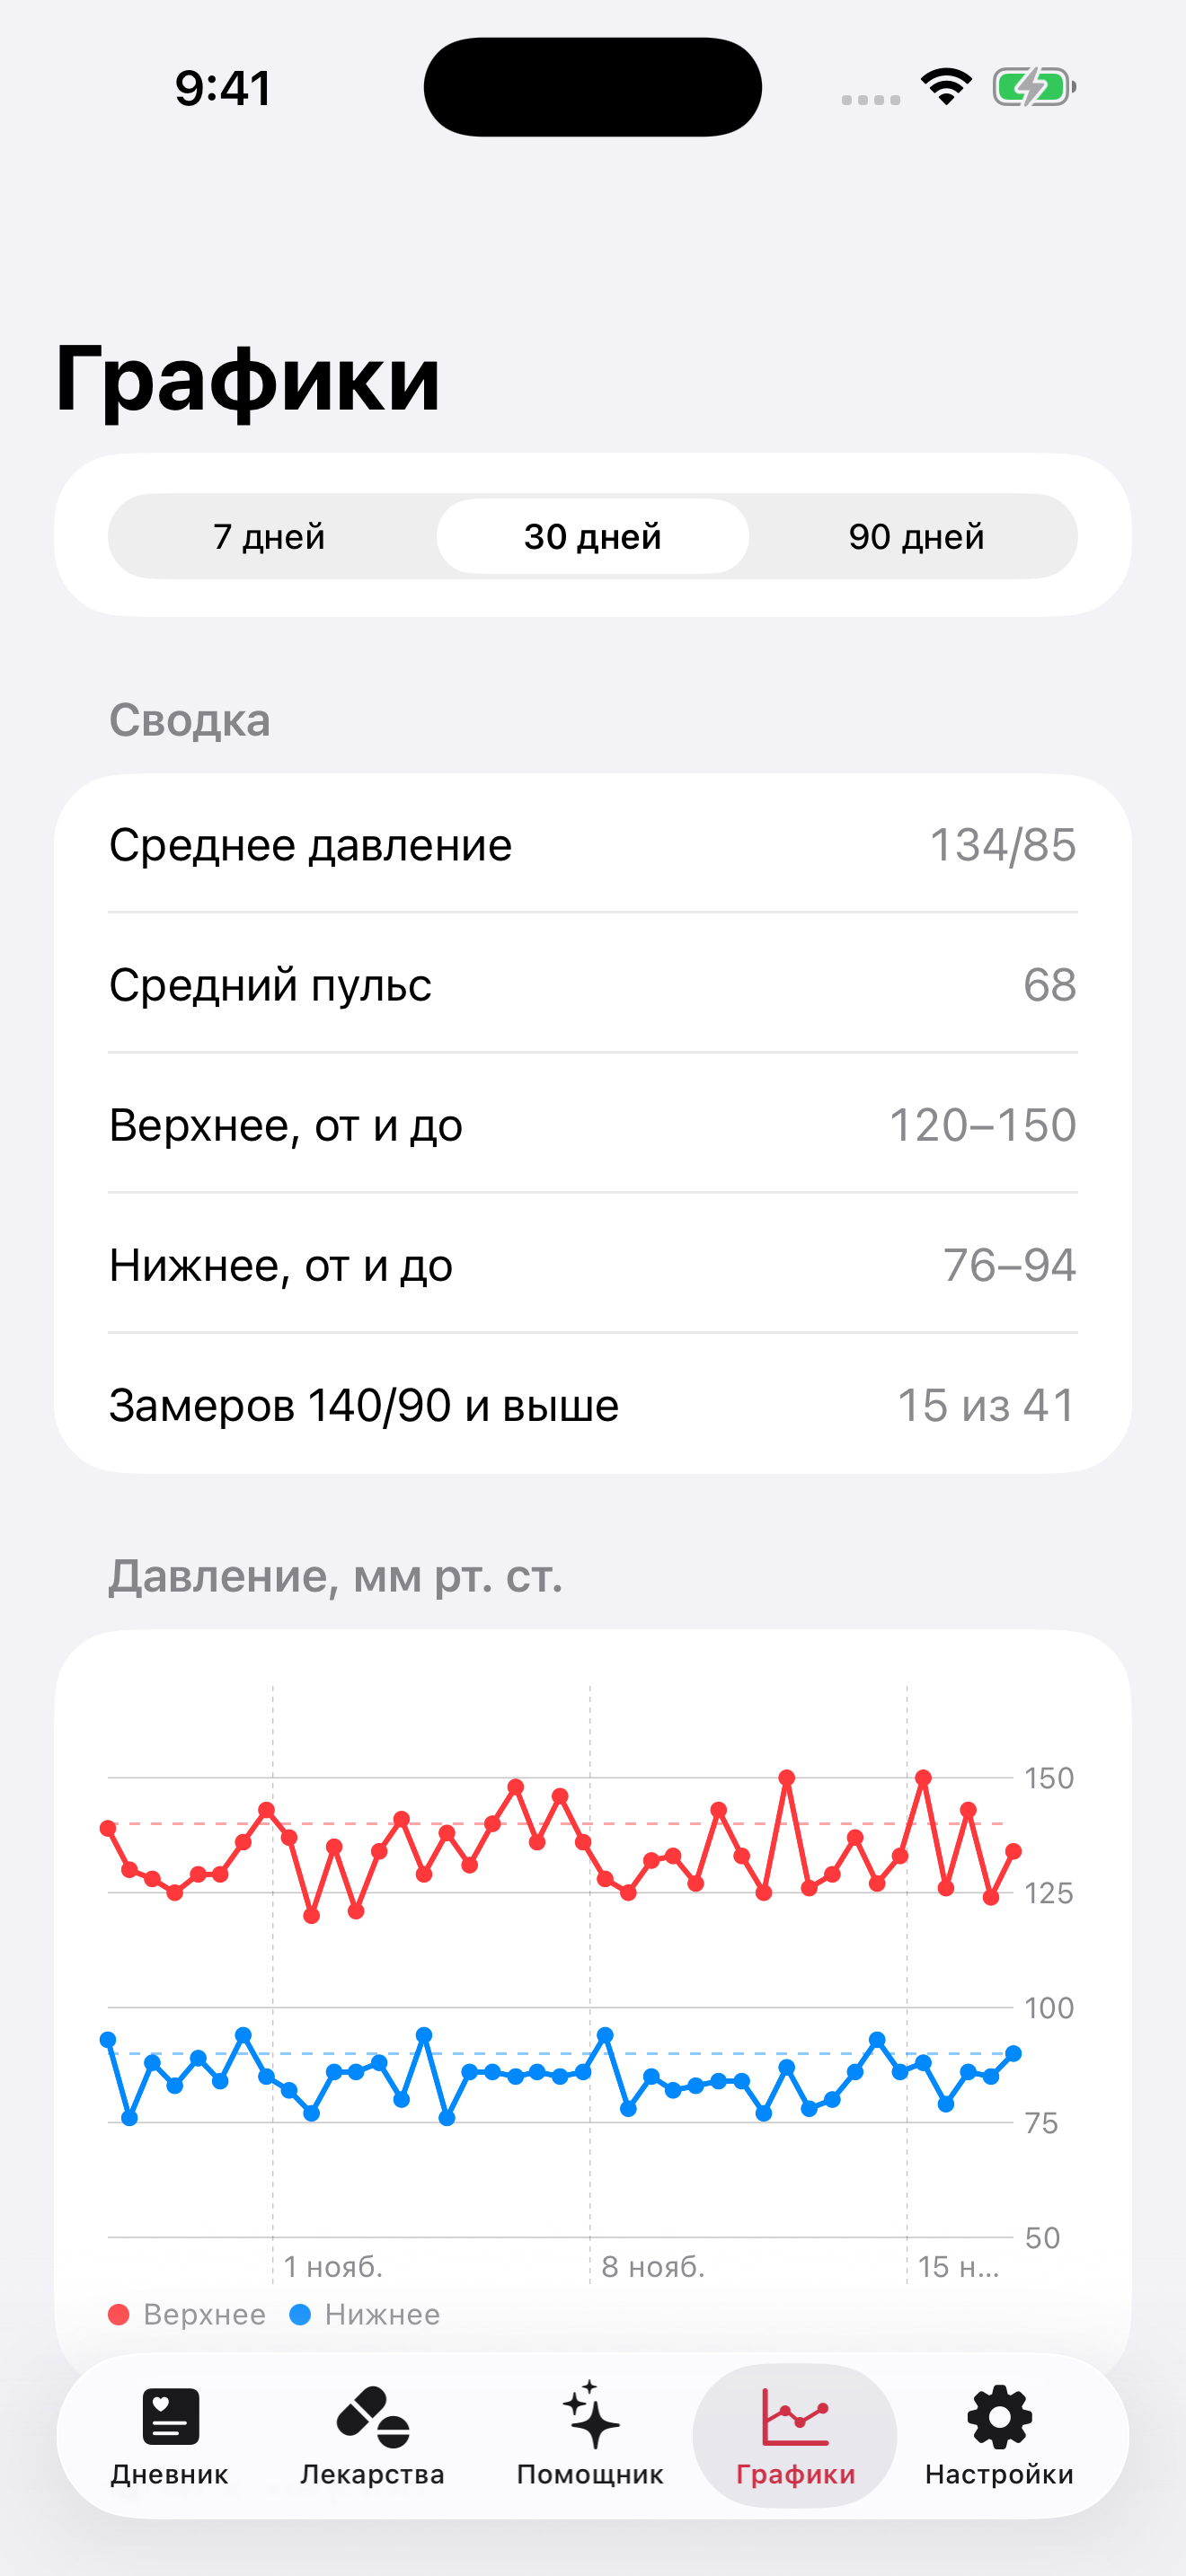 9:41
Графики
7 дней 30 дней 90 дней
Сводка
Среднее давление 134/85
Средний пульс 68
Верхнее, от и до 120–150
Нижнее, от и до 76–94
Замеров 140/90 и выше 15 из 41
Давление, мм рт. ст.
150
125
100
75
50
1 нояб. 8 нояб. 15 н...
Верхнее Нижнее
Дневник Лекарства Помощник Графики Настройки